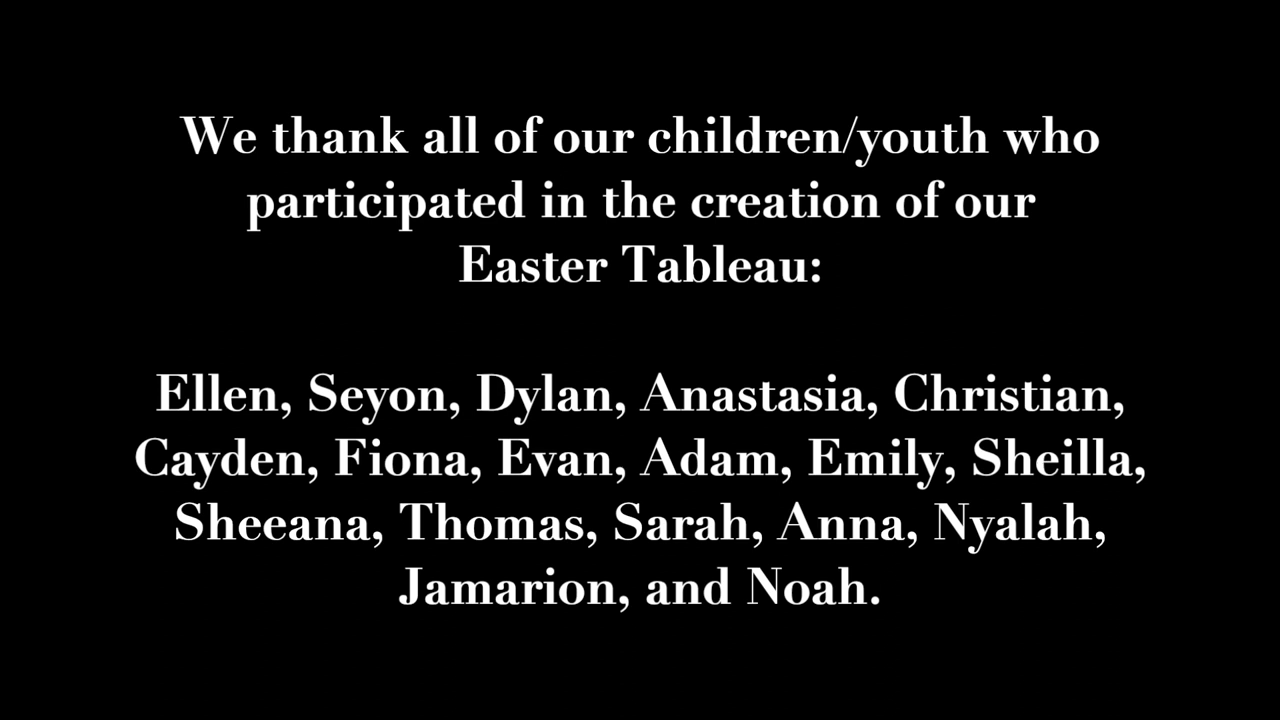 We thank all of our children/youth who
participated in the creation of our
Easter Tableau:
Ellen, Seyon, Dylan, Anastasia, Christian,
Cayden, Fiona, Evan, Adam, Emily, Sheilla,
Sheeana, Thomas, Sarah, Anna, Nyalah,
Jamarion, and Noah.